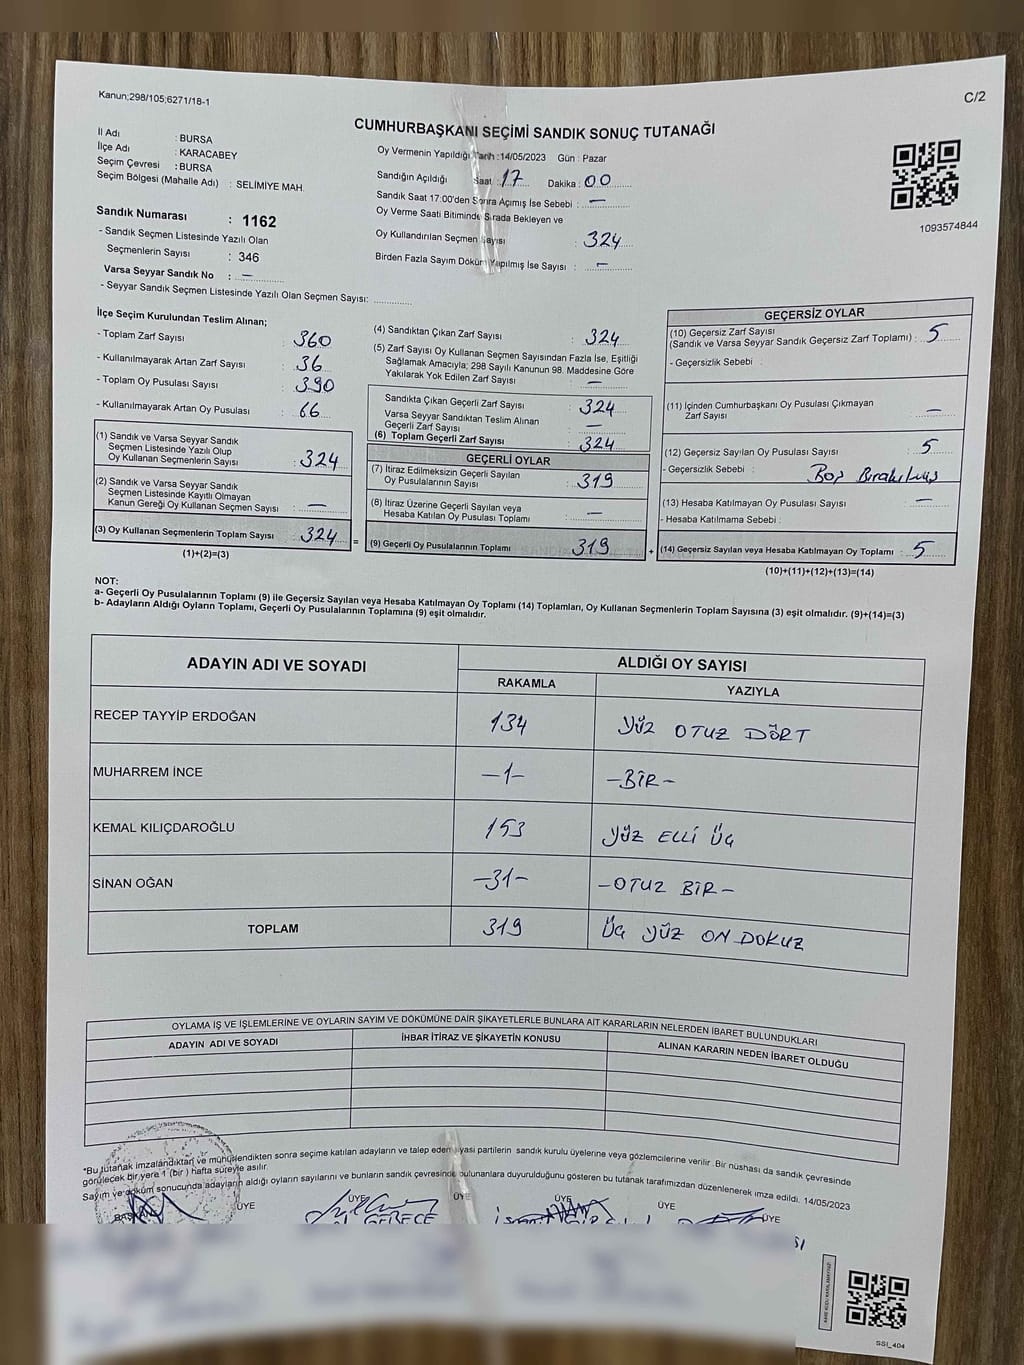 Kanun;298/105;6271/18-1
C/2
CUMHURBAŞKANI SEÇİMİ SANDIK SONUÇ TUTANAĞI
İl Adı : BURSA
İlçe Adı : KARACABEY
Seçim Çevresi : BURSA
Seçim Bölgesi (Mahalle Adı) : SELİMİYE MAH.
Sandık Numarası : 1162
- Sandık Seçmen Listesinde Yazılı Olan
Seçmenlerin Sayısı : 346
Varsa Seyyar Sandık No : —
- Seyyar Sandık Seçmen Listesinde Yazılı Olan Seçmen Sayısı:
Oy Vermenin Yapıldığı Tarih :14/05/2023 Gün : Pazar
Sandığın Açıldığı Saat : 17 Dakika : 00
Sandık Saat 17:00'den Sonra Açımış İse Sebebi : —
Oy Verme Saati Bitiminde Sırada Bekleyen ve
Oy Kullandırılan Seçmen Sayısı : 324
Birden Fazla Sayım Döküm Yapılmış İse Sayısı : —
1093574844
İlçe Seçim Kurulundan Teslim Alınan;
- Toplam Zarf Sayısı : 360
- Kullanılmayarak Artan Zarf Sayısı : 36
- Toplam Oy Pusulası Sayısı : 390
- Kullanılmayarak Artan Oy Pusulası : 66
(1) Sandık ve Varsa Seyyar Sandık
Seçmen Listesinde Yazılı Olup
Oy Kullanan Seçmenlerin Sayısı : 324
(2) Sandık ve Varsa Seyyar Sandık
Seçmen Listesinde Kayıtlı Olmayan
Kanun Gereği Oy Kullanan Seçmen Sayısı : —
(3) Oy Kullanan Seçmenlerin Toplam Sayısı : 324
(1)+(2)=(3)
(4) Sandıktan Çıkan Zarf Sayısı : 324
(5) Zarf Sayısı Oy Kullanan Seçmen Sayısından Fazla İse, Eşitliği
Sağlamak Amacıyla; 298 Sayılı Kanunun 98. Maddesine Göre
Yakılarak Yok Edilen Zarf Sayısı : —
Sandıkta Çıkan Geçerli Zarf Sayısı : 324
Varsa Seyyar Sandıktan Teslim Alınan
Geçerli Zarf Sayısı : —
(6) Toplam Geçerli Zarf Sayısı : 324
GEÇERLİ OYLAR
(7) İtiraz Edilmeksizin Geçerli Sayılan
Oy Pusulalarının Sayısı : 319
(8) İtiraz Üzerine Geçerli Sayılan veya
Hesaba Katılan Oy Pusulası Toplamı : —
= (9) Geçerli Oy Pusulalarının Toplamı : 319 +
GEÇERSİZ OYLAR
(10) Geçersiz Zarf Sayısı
(Sandık ve Varsa Seyyar Sandık Geçersiz Zarf Toplamı) : 5
- Geçersizlik Sebebi :
(11) İçinden Cumhurbaşkanı Oy Pusulası Çıkmayan
Zarf Sayısı : —
(12) Geçersiz Sayılan Oy Pusulası Sayısı : 5
- Geçersizlik Sebebi : Boş Bırakılmış
(13) Hesaba Katılmayan Oy Pusulası Sayısı : —
- Hesaba Katılmama Sebebi :
(14) Geçersiz Sayılan veya Hesaba Katılmayan Oy Toplamı : 5
(10)+(11)+(12)+(13)=(14)
NOT:
a- Geçerli Oy Pusulalarının Toplamı (9) ile Geçersiz Sayılan veya Hesaba Katılmayan Oy Toplamı (14) Toplamları, Oy Kullanan Seçmenlerin Toplam Sayısına (3) eşit olmalıdır. (9)+(14)=(3)
b- Adayların Aldığı Oyların Toplamı, Geçerli Oy Pusulalarının Toplamına (9) eşit olmalıdır.
ADAYIN ADI VE SOYADI ALDIĞI OY SAYISI
RAKAMLA YAZIYLA
RECEP TAYYİP ERDOĞAN 134 YÜZ OTUZ DÖRT
MUHARREM İNCE –1– –BİR–
KEMAL KILIÇDAROĞLU 153 YÜZ ELLİ ÜÇ
SİNAN OĞAN –31– –OTUZ BİR–
TOPLAM 319 ÜÇ YÜZ ON DOKUZ
OYLAMA İŞ VE İŞLEMLERİNE VE OYLARIN SAYIM VE DÖKÜMÜNE DAİR ŞİKAYETLERLE BUNLARA AİT KARARLARIN NELERDEN İBARET BULUNDUKLARI
ADAYIN ADI VE SOYADI İHBAR İTİRAZ VE ŞİKAYETİN KONUSU ALINAN KARARIN NEDEN İBARET OLDUĞU
*Bu tutanak imzalandıktan ve mühürlendikten sonra seçime katılan adayların ve talep eden siyasi partilerin sandık kurulu üyelerine veya gözlemcilerine verilir. Bir nüshası da sandık çevresinde
görülecek bir yere 1 (bir) hafta süreyle asılır.
Sayım ve döküm sonucunda adayların aldığı oyların sayılarını ve bunların sandık çevresinde bulunanlara duyurulduğunu gösteren bu tutanak tarafımızdan düzenlenerek imza edildi. 14/05/2023
BAŞKAN ÜYE ÜYE ÜYE ÜYE ÜYE ÜYE
SSI_404